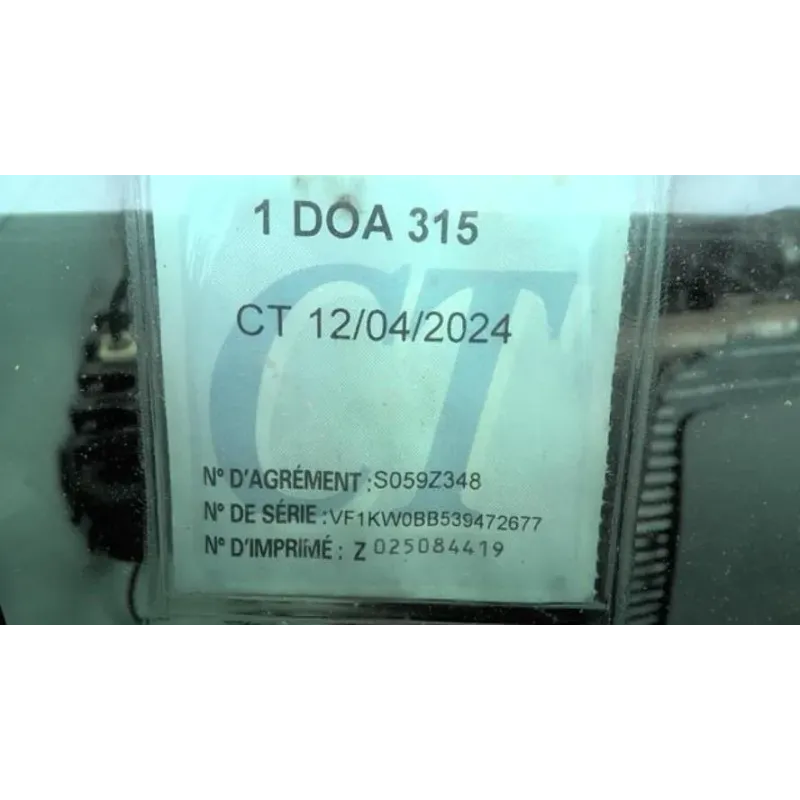 1 DOA 315
CT 12/04/2024
CT
N° D'AGRÉMENT : S059Z348
N° DE SÉRIE : VF1KW0BB539472677
N° D'IMPRIMÉ : Z 025084419